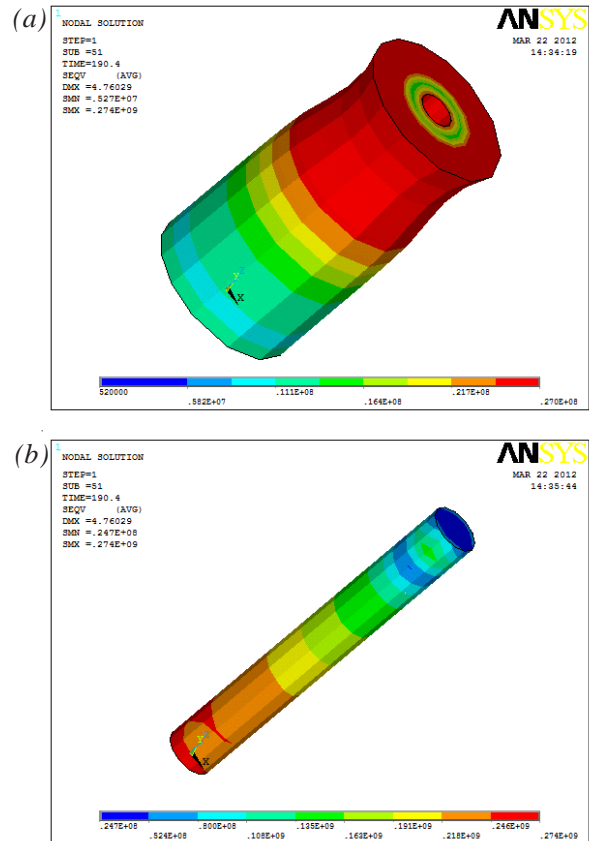 (a)
1
NODAL SOLUTION
STEP=1
SUB =51
TIME=190.4
SEQV (AVG)
DMX =4.76029
SMN =.527E+07
SMX =.274E+09
ANSYS
MAR 22 2012
14:34:19
Y
X
520000 .111E+08 .217E+08
.582E+07 .164E+08 .270E+08
(b)
1
NODAL SOLUTION
STEP=1
SUB =51
TIME=190.4
SEQV (AVG)
DMX =4.76029
SMN =.247E+08
SMX =.274E+09
ANSYS
MAR 22 2012
14:35:44
Y
X
.247E+08 .800E+08 .135E+09 .191E+09 .246E+09
.524E+08 .108E+09 .163E+09 .218E+09 .274E+09